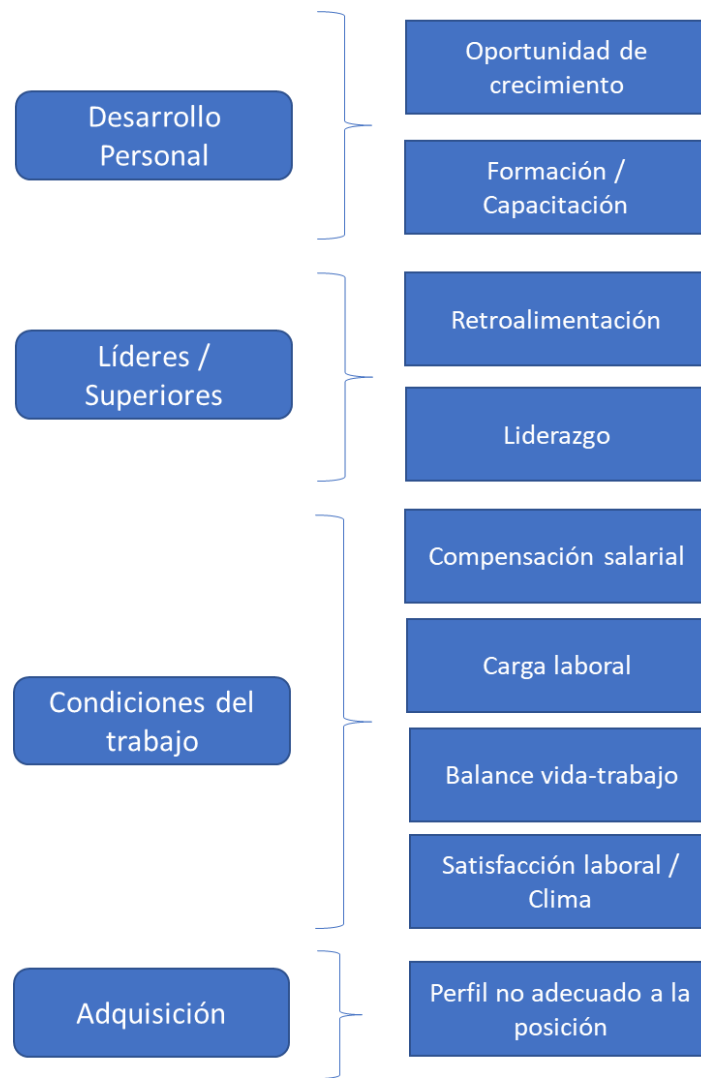 Desarrollo
Personal
Oportunidad de
crecimiento
Formación /
Capacitación
Líderes /
Superiores
Retroalimentación
Liderazgo
Condiciones del
trabajo
Compensación salarial
Carga laboral
Balance vida-trabajo
Satisfacción laboral /
Clima
Adquisición
Perfil no adecuado a la
posición